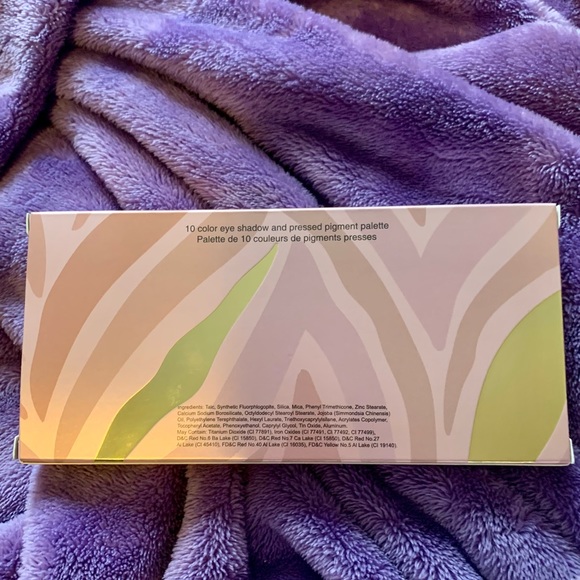 10 color eye shadow and pressed pigment palette
Palette de 10 couleurs de pigments presses
Ingredients: Talc, Synthetic Fluorphlogopite, Silica, Mica, Phenyl Trimethicone, Zinc Stearate,
Calcium Sodium Borosilicate, Octyldodecyl Stearoyl Stearate, Jojoba (Simmondsia Chinensis)
Oil, Polyethylene Terephthalate, Hexyl Laurate, Triethoxycaprylylsilane, Acrylates Copolymer,
Tocopheryl Acetate, Phenoxyethanol, Caprylyl Glycol, Tin Oxide, Aluminum.
May Contain: Titanium Dioxide (CI 77891), Iron Oxides (CI 77491, CI 77492, CI 77499),
D&C Red No.6 Ba Lake (CI 15850), D&C Red No.7 Ca Lake (CI 15850), D&C Red No.27
Al Lake (CI 45410), FD&C Red No.40 Al Lake (CI 16035), FD&C Yellow No.5 Al Lake (CI 19140)